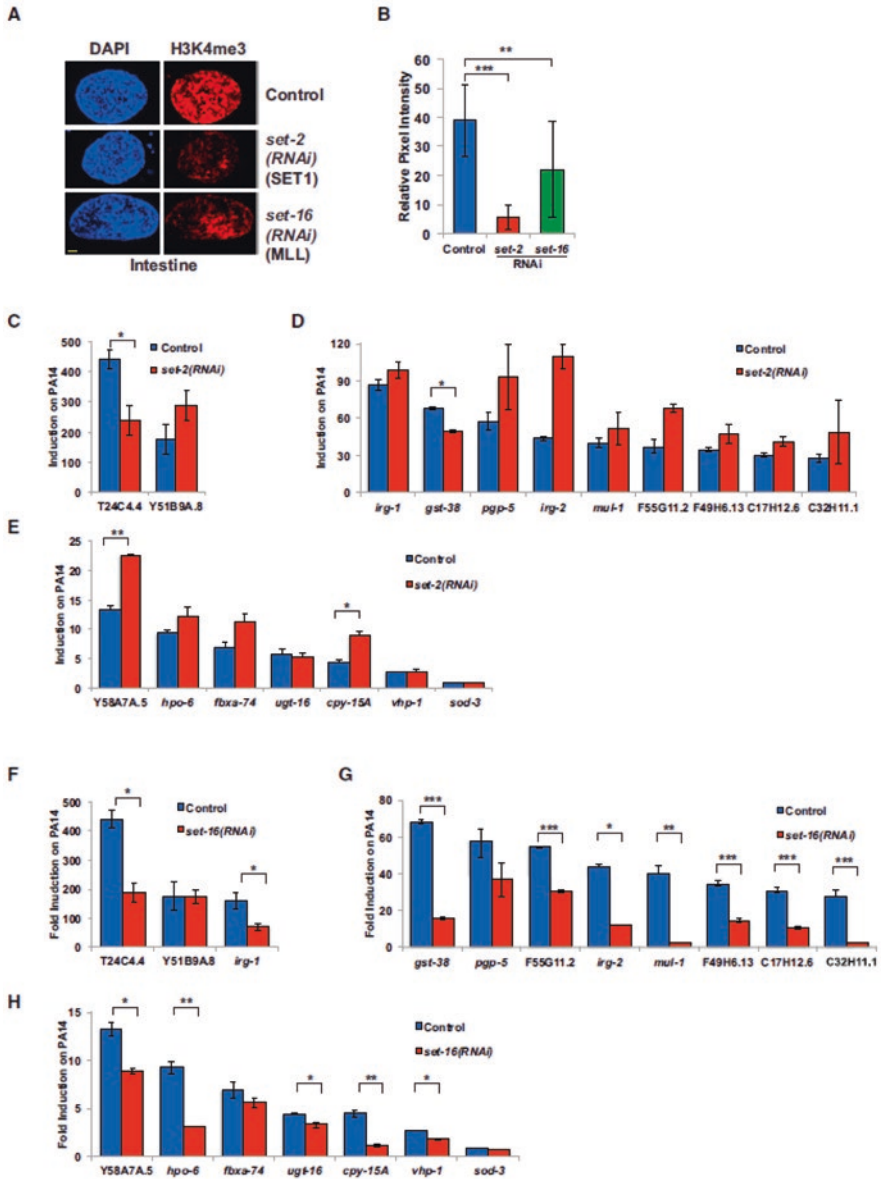 A
DAPI H3K4me3
Control
set-2
(RNAi)
(SET1)
set-16
(RNAi)
(MLL)
Intestine
B
Relative Pixel Intensity
60
50
40
30
20
10
0
***
**
Control set-2 set-16
RNAi
C
Induction on PA14
500
400
300
200
100
0
*
Control
set-2(RNAi)
T24C4.4 Y51B9A.8
D
Induction on PA14
120
90
60
30
0
*
Control
set-2(RNAi)
irg-1 gst-38 pgp-5 irg-2 mul-1 F55G11.2 F49H6.13 C17H12.6 C32H11.1
E
Induction on PA14
25
20
15
10
5
0
**
*
Control
set-2(RNAi)
Y58A7A.5 hpo-6 fbxa-74 ugt-16 cpy-15A vhp-1 sod-3
F
Fold Inudction on PA14
500
400
300
200
100
0
*
*
Control
set-16(RNAi)
T24C4.4 Y51B9A.8 irg-1
G
Fold Induction on PA14
80
60
40
20
0
*** *** * ** *** *** ***
Control
set-16(RNAi)
gst-38 pgp-5 F55G11.2 irg-2 mul-1 F49H6.13 C17H12.6 C32H11.1
H
Fold Induction on PA14
15
10
5
0
* ** * ** *
Control
set-16(RNAi)
Y58A7A.5 hpo-6 fbxa-74 ugt-16 cpy-15A vhp-1 sod-3